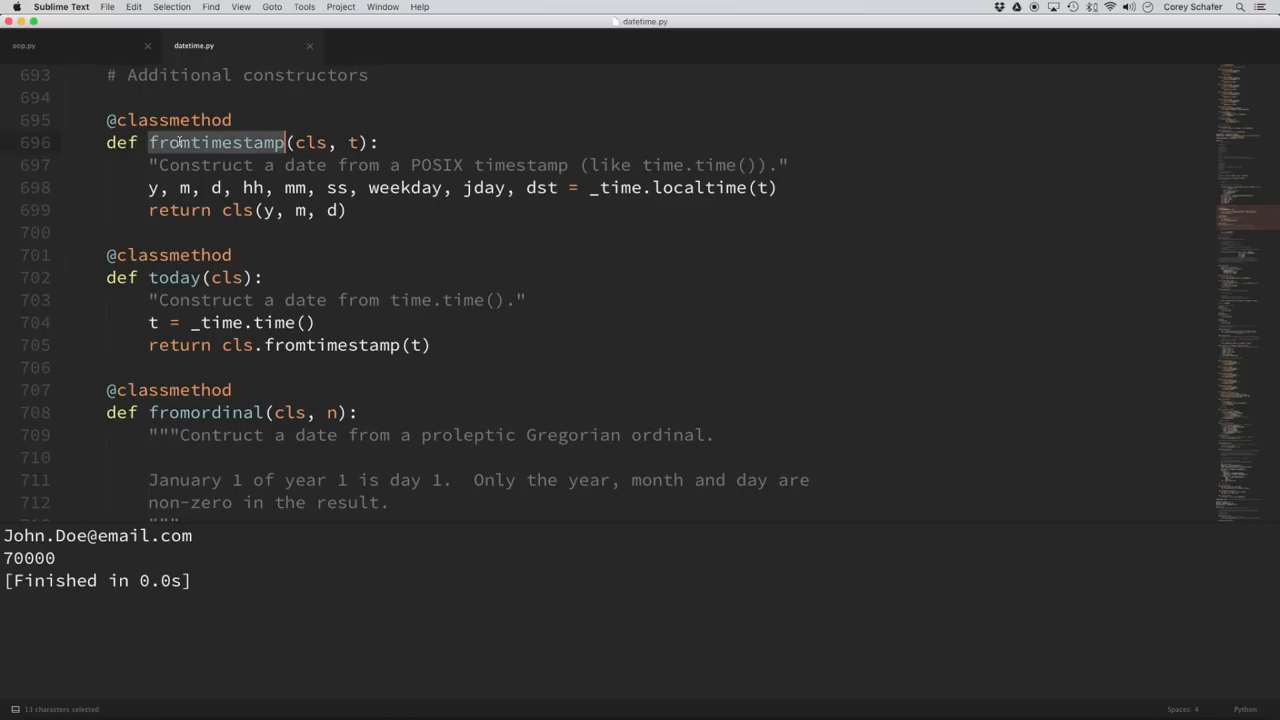 Sublime Text File Edit Selection Find View Goto Tools Project Window Help Corey Schafer
datetime.py
oop.py datetime.py
693 # Additional constructors
694
695 @classmethod
696 def fromtimestamp(cls, t):
697 "Construct a date from a POSIX timestamp (like time.time())."
698 y, m, d, hh, mm, ss, weekday, jday, dst = _time.localtime(t)
699 return cls(y, m, d)
700
701 @classmethod
702 def today(cls):
703 "Construct a date from time.time()."
704 t = _time.time()
705 return cls.fromtimestamp(t)
706
707 @classmethod
708 def fromordinal(cls, n):
709 """Contruct a date from a proleptic Gregorian ordinal.
710
711 January 1 of year 1 is day 1.  Only the year, month and day are
712 non-zero in the result.
"""
John.Doe@email.com
70000
[Finished in 0.0s]
13 characters selected Spaces: 4 Python